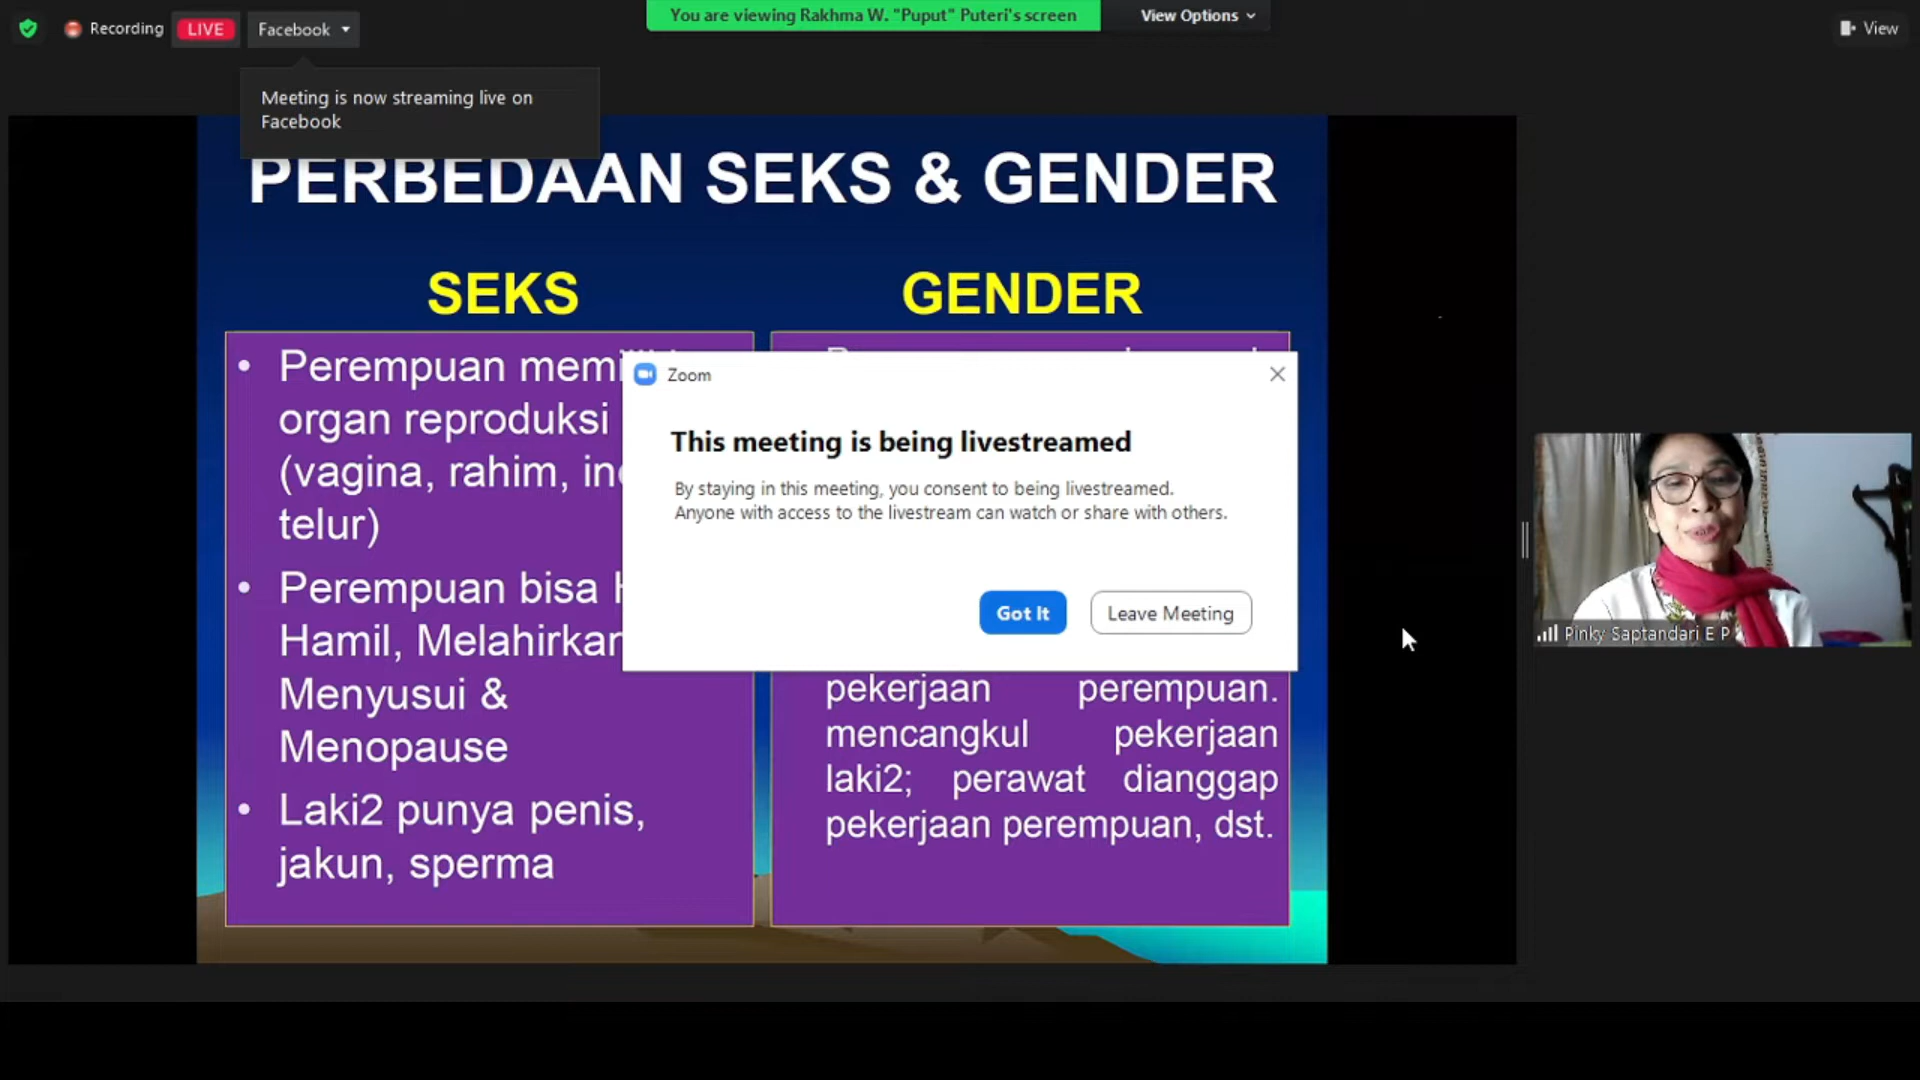 Recording LIVE Facebook
You are viewing Rakhma W. "Puput" Puteri's screen View Options
View
Meeting is now streaming live on
Facebook
PERBEDAAN SEKS & GENDER
SEKS
• Perempuan
organ reproduksi
(vagina, rahim,
telur)
• Perempuan bisa
Hamil,
Menyusui &
Menopause
• Laki2 punya penis,
jakun, sperma
GENDER
pekerjaan perempuan.
mencangkul pekerjaan
laki2; perawat dianggap
pekerjaan perempuan, dst.
Zoom
This meeting is being livestreamed
By staying in this meeting, you consent to being livestreamed.
Anyone with access to the livestream can watch or share with others.
Got It Leave Meeting
Pinky Saptandari E P